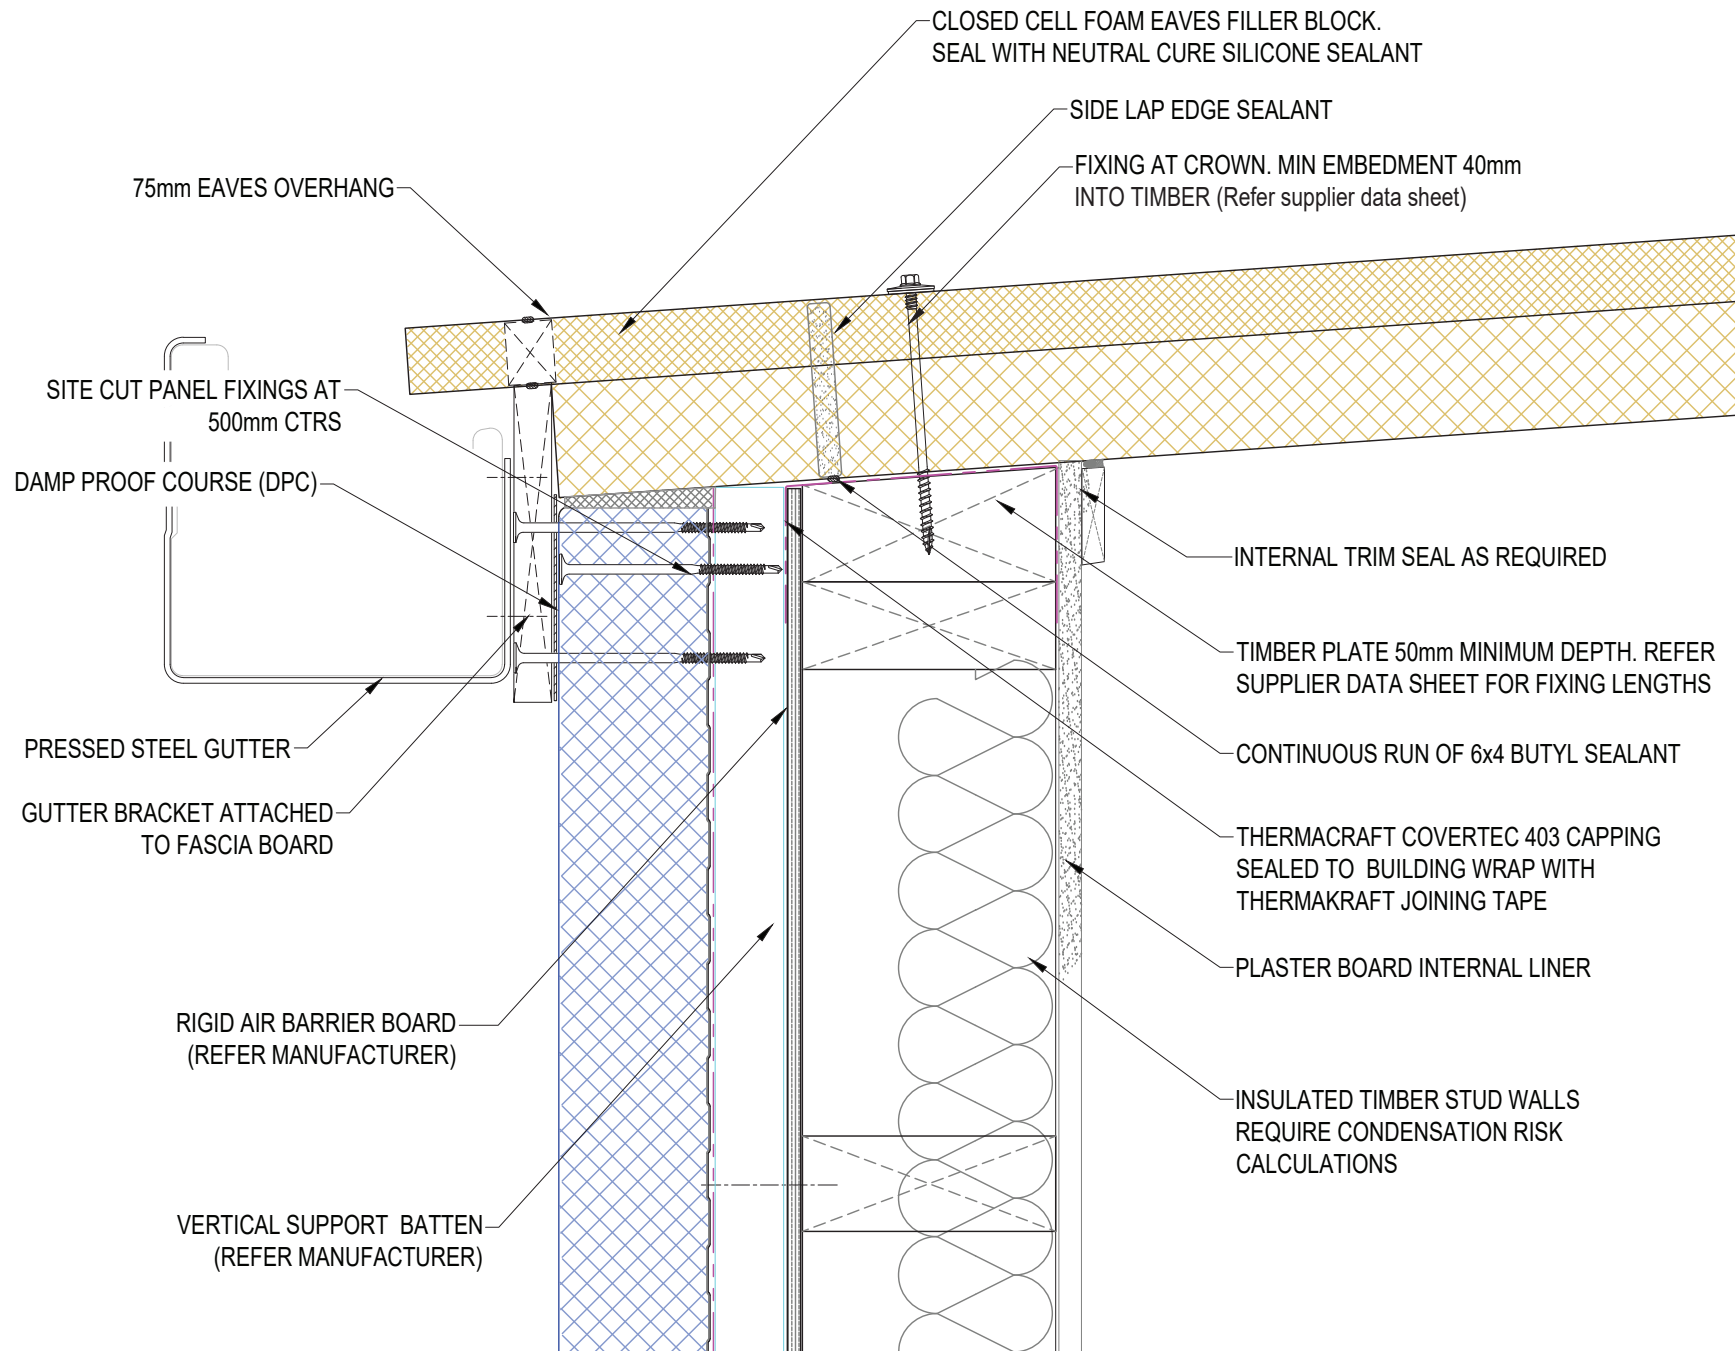 CLOSED CELL FOAM EAVES FILLER BLOCK.
SEAL WITH NEUTRAL CURE SILICONE SEALANT
SIDE LAP EDGE SEALANT
FIXING AT CROWN. MIN EMBEDMENT 40mm
INTO TIMBER (Refer supplier data sheet)
75mm EAVES OVERHANG
SITE CUT PANEL FIXINGS AT
500mm CTRS
DAMP PROOF COURSE (DPC)
PRESSED STEEL GUTTER
GUTTER BRACKET ATTACHED
TO FASCIA BOARD
RIGID AIR BARRIER BOARD
(REFER MANUFACTURER)
VERTICAL SUPPORT  BATTEN
(REFER MANUFACTURER)
INTERNAL TRIM SEAL AS REQUIRED
TIMBER PLATE 50mm MINIMUM DEPTH. REFER
SUPPLIER DATA SHEET FOR FIXING LENGTHS
CONTINUOUS RUN OF 6x4 BUTYL SEALANT
THERMACRAFT COVERTEC 403 CAPPING
SEALED TO  BUILDING WRAP WITH
THERMAKRAFT JOINING TAPE
PLASTER BOARD INTERNAL LINER
INSULATED TIMBER STUD WALLS
REQUIRE CONDENSATION RISK
CALCULATIONS